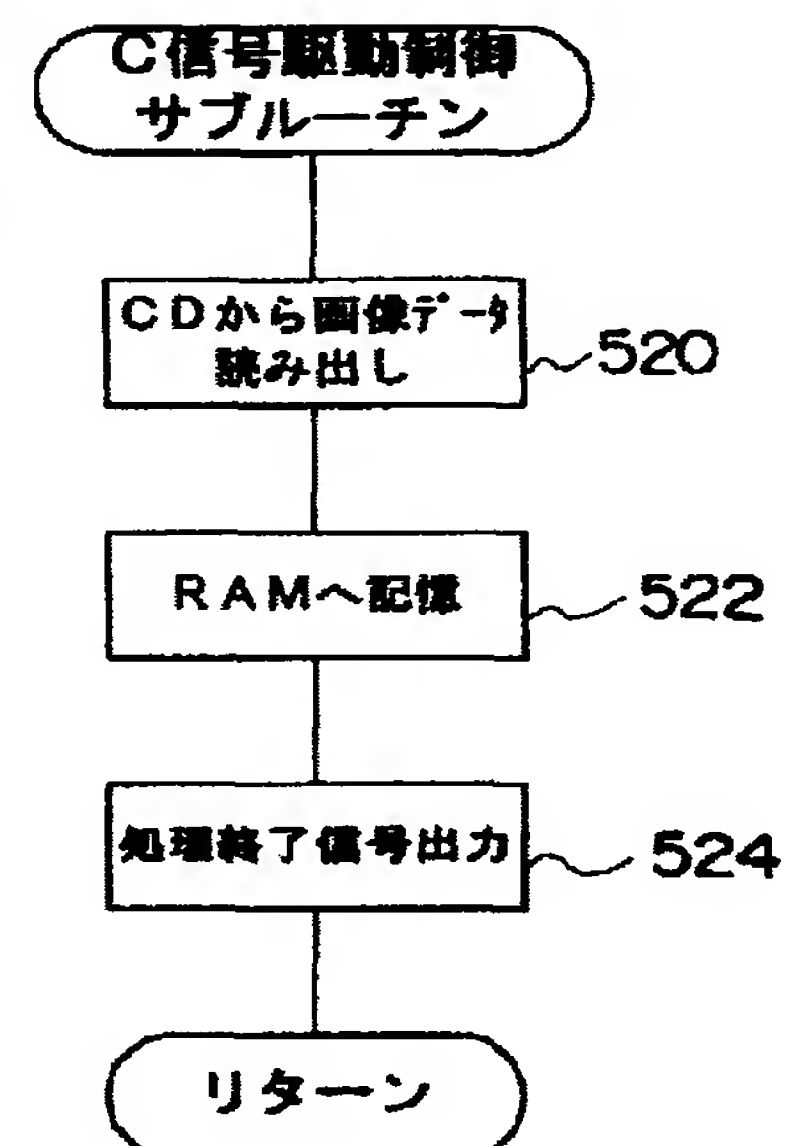 C信号駆動制御
サブルーチン
CDから画像データ
読み出し
520
RAMへ記憶
522
処理終了信号出力
524
リターン